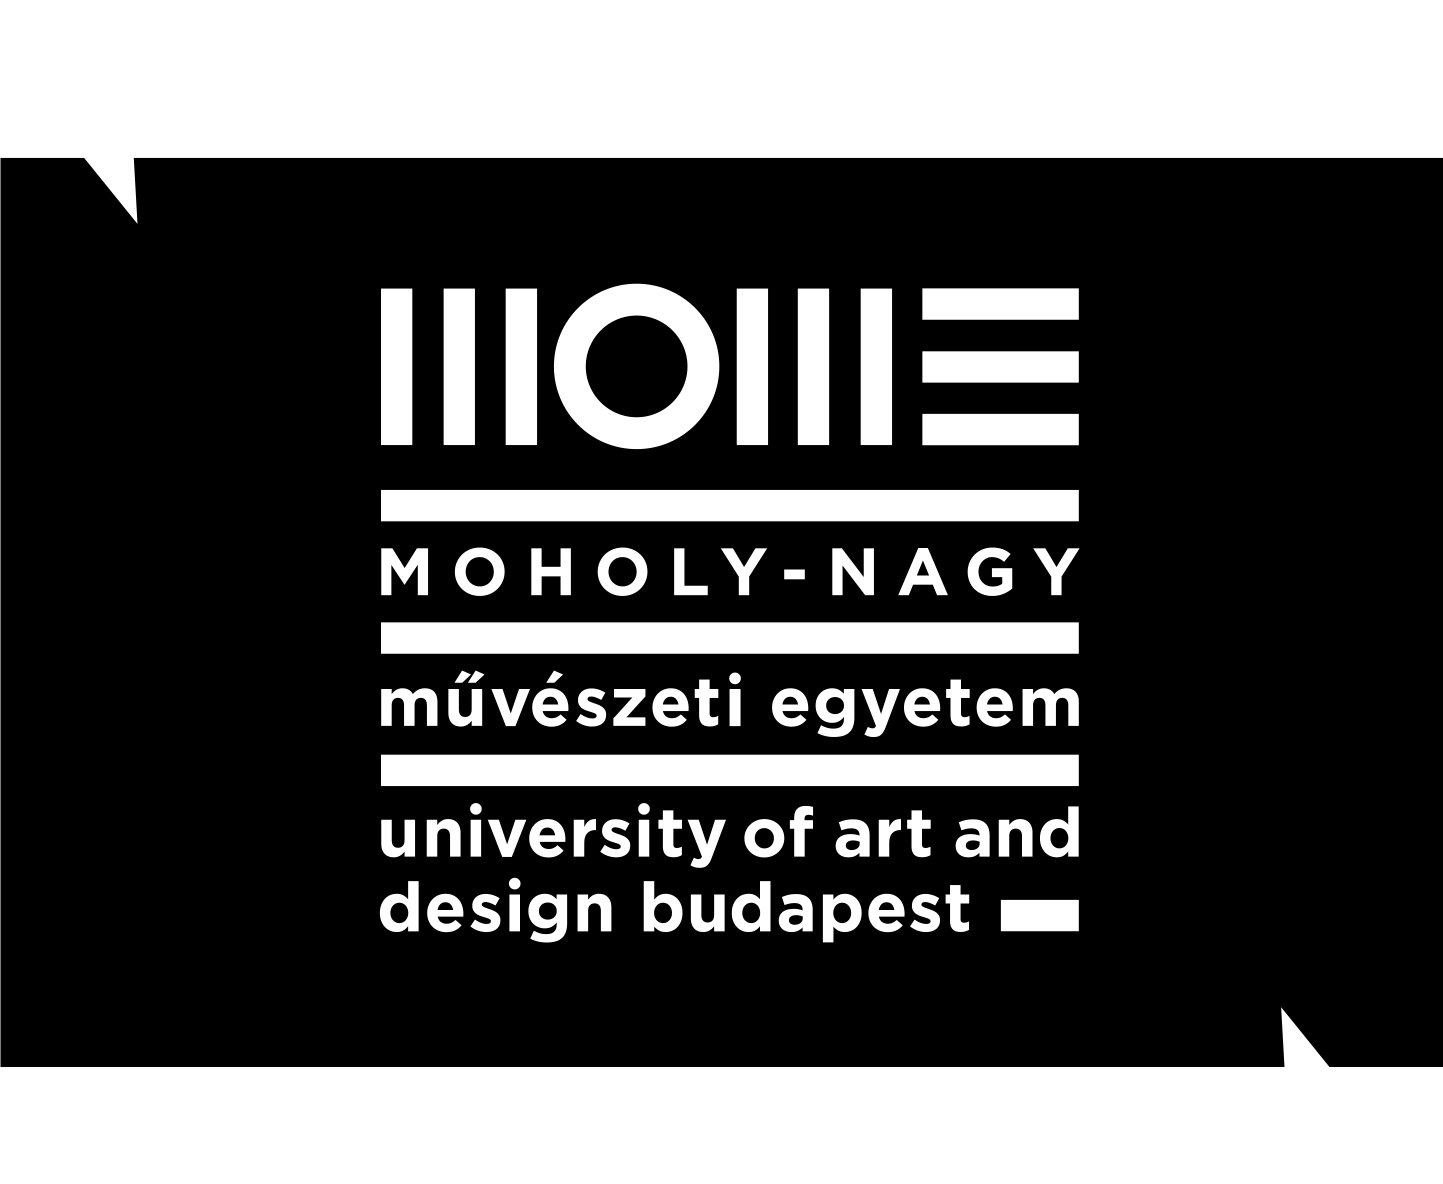 MOME
MOHOLY-NAGY
művészeti egyetem
university of art and
design budapest